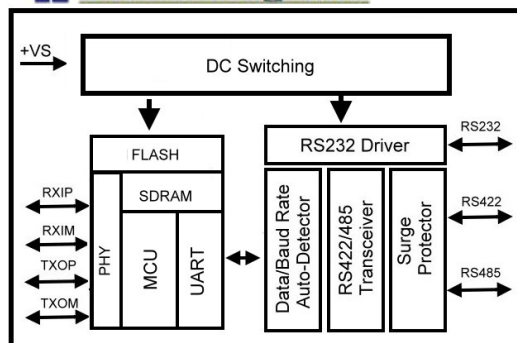 +VS
DC Switching
FLASH
SDRAM
PHY
MCU
UART
RXIP
RXIM
TXOP
TXOM
RS232 Driver
Data/Baud Rate
Auto-Detector
RS422/485
Transceiver
Surge
Protector
RS232
RS422
RS485